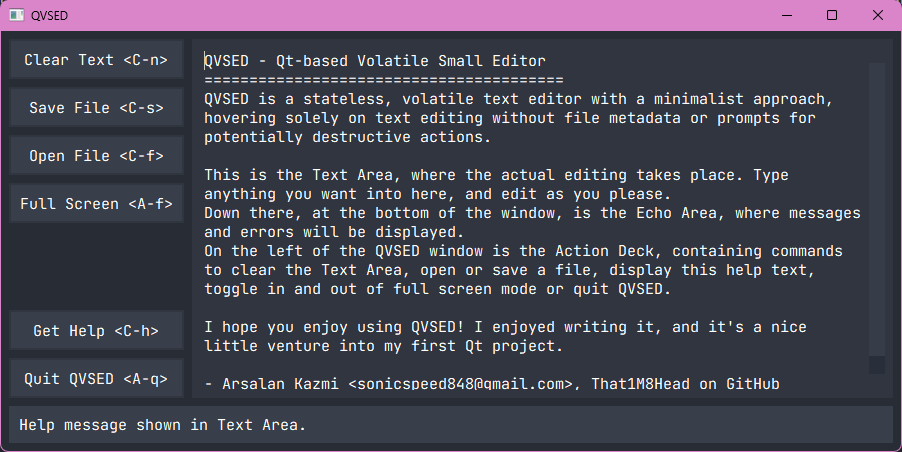 QVSED
Clear Text <C-n>
Save File <C-s>
Open File <C-f>
Full Screen <A-f>
Get Help <C-h>
Quit QVSED <A-q>
QVSED - Qt-based Volatile Small Editor
========================================
QVSED is a stateless, volatile text editor with a minimalist approach,
hovering solely on text editing without file metadata or prompts for
potentially destructive actions.
This is the Text Area, where the actual editing takes place. Type
anything you want into here, and edit as you please.
Down there, at the bottom of the window, is the Echo Area, where messages
and errors will be displayed.
On the left of the QVSED window is the Action Deck, containing commands
to clear the Text Area, open or save a file, display this help text,
toggle in and out of full screen mode or quit QVSED.
I hope you enjoy using QVSED! I enjoyed writing it, and it's a nice
little venture into my first Qt project.
- Arsalan Kazmi <sonicspeed848@gmail.com>, That1M8Head on GitHub
Help message shown in Text Area.